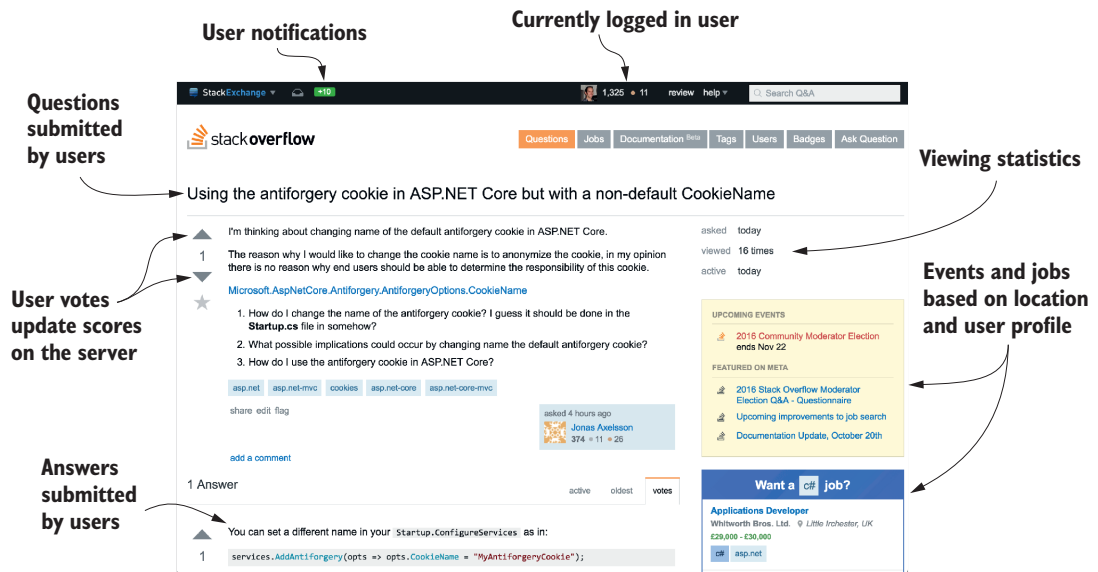 Currently logged in user
User notifications
Questions
submitted
by users
StackExchange
+10
1,325 11 review help
Search Q&A
stackoverflow
Questions Jobs Documentation Beta Tags Users Badges Ask Question
Viewing statistics
Using the antiforgery cookie in ASP.NET Core but with a non-default CookieName
User votes
update scores
on the server
1
I'm thinking about changing name of the default antiforgery cookie in ASP.NET Core.
The reason why I would like to change the cookie name is to anonymize the cookie, in my opinion
there is no reason why end users should be able to determine the responsibility of this cookie.
Microsoft.AspNetCore.Antiforgery.AntiforgeryOptions.CookieName
1. How do I change the name of the antiforgery cookie? I guess it should be done in the
Startup.cs file in somehow?
2. What possible implications could occur by changing name the default antiforgery cookie?
3. How do I use the antiforgery cookie in ASP.NET Core?
asp.net asp.net-mvc cookies asp.net-core asp.net-core-mvc
share edit flag
asked 4 hours ago
Jonas Axelsson
374 11 26
add a comment
asked today
viewed 16 times
active today
Events and jobs
based on location
and user profile
UPCOMING EVENTS
2016 Community Moderator Election
ends Nov 22
FEATURED ON META
2016 Stack Overflow Moderator
Election Q&A - Questionnaire
Upcoming improvements to job search
Documentation Update, October 20th
Answers
submitted
by users
1 Answer
active oldest votes
1
You can set a different name in your Startup.ConfigureServices as in:
services.AddAntiforgery(opts => opts.CookieName = "MyAntiforgeryCookie");
Want a c# job?
Applications Developer
Whitworth Bros. Ltd. Little Irchester, UK
£29,000 - £30,000
c# asp.net